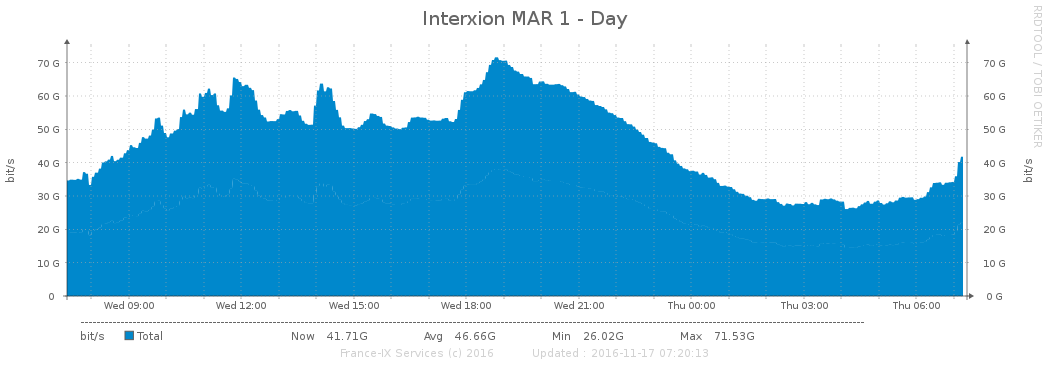 Interxion MAR 1 - Day
RRDTOOL / TOBI OETIKER
bit/s
bit/s
70 G 70 G
60 G 60 G
50 G 50 G
40 G 40 G
30 G 30 G
20 G 20 G
10 G 10 G
0 0 G
Wed 09:00 Wed 12:00 Wed 15:00 Wed 18:00 Wed 21:00 Thu 00:00 Thu 03:00 Thu 06:00
bit/s Total Now 41.71G Avg 46.66G Min 26.02G Max 71.53G
France-IX Services (c) 2016 Updated : 2016-11-17 07:20:13